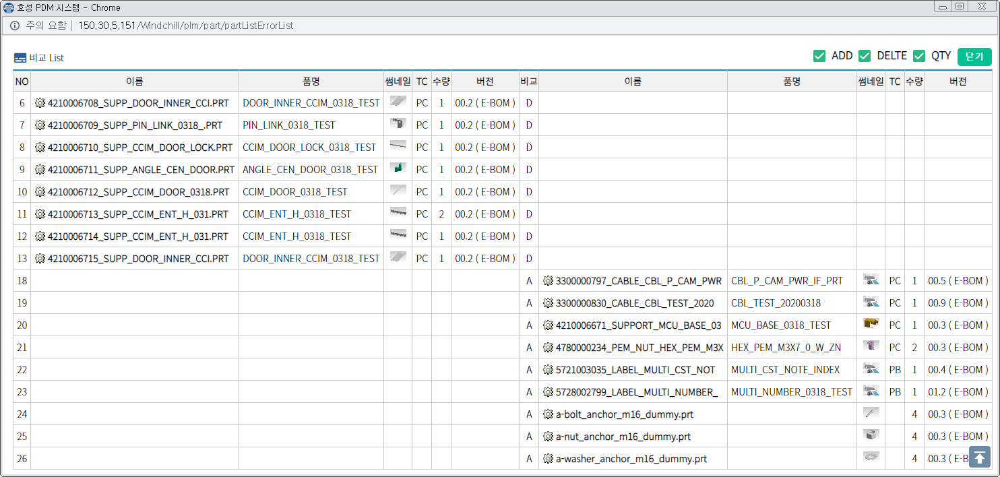 효성 PDM 시스템 - Chrome
주의 요함 | 150.30.5.151/Windchill/plm/part/partListErrorList
비교 List
ADD DELTE QTY 닫기
NO 이름 품명 썸네일 TC 수량 버전 비교 이름 품명 썸네일 TC 수량 버전
6 4210006708_SUPP_DOOR_INNER_CCI.PRT DOOR_INNER_CCIM_0318_TEST PC 1 00.2 ( E-BOM ) D
7 4210006709_SUPP_PIN_LINK_0318_.PRT PIN_LINK_0318_TEST PC 1 00.2 ( E-BOM ) D
8 4210006710_SUPP_CCIM_DOOR_LOCK.PRT CCIM_DOOR_LOCK_0318_TEST PC 1 00.2 ( E-BOM ) D
9 4210006711_SUPP_ANGLE_CEN_DOOR.PRT ANGLE_CEN_DOOR_0318_TEST PC 1 00.2 ( E-BOM ) D
10 4210006712_SUPP_CCIM_DOOR_0318.PRT CCIM_DOOR_0318_TEST PC 1 00.2 ( E-BOM ) D
11 4210006713_SUPP_CCIM_ENT_H_031.PRT CCIM_ENT_H_0318_TEST PC 2 00.2 ( E-BOM ) D
12 4210006714_SUPP_CCIM_ENT_H_031.PRT CCIM_ENT_H_0318_TEST PC 1 00.2 ( E-BOM ) D
13 4210006715_SUPP_DOOR_INNER_CCI.PRT DOOR_INNER_CCIM_0318_TEST PC 1 00.2 ( E-BOM ) D
18 A 3300000797_CABLE_CBL_P_CAM_PWR CBL_P_CAM_PWR_IF_PRT PC 1 00.5 ( E-BOM )
19 A 3300000830_CABLE_CBL_TEST_2020 CBL_TEST_20200318 PC 1 00.9 ( E-BOM )
20 A 4210006671_SUPPORT_MCU_BASE_03 MCU_BASE_0318_TEST PC 1 00.3 ( E-BOM )
21 A 4780000234_PEM_NUT_HEX_PEM_M3X HEX_PEM_M3X7_0_W_ZN PC 2 00.3 ( E-BOM )
22 A 5721003035_LABEL_MULTI_CST_NOT MULTI_CST_NOTE_INDEX PB 1 00.4 ( E-BOM )
23 A 5728002799_LABEL_MULTI_NUMBER_ MULTI_NUMBER_0318_TEST PB 1 01.2 ( E-BOM )
24 A a-bolt_anchor_m16_dummy.prt 4 00.3 ( E-BOM )
25 A a-nut_anchor_m16_dummy.prt 4 00.3 ( E-BOM )
26 A a-washer_anchor_m16_dummy.prt 4 00.3 ( E-B